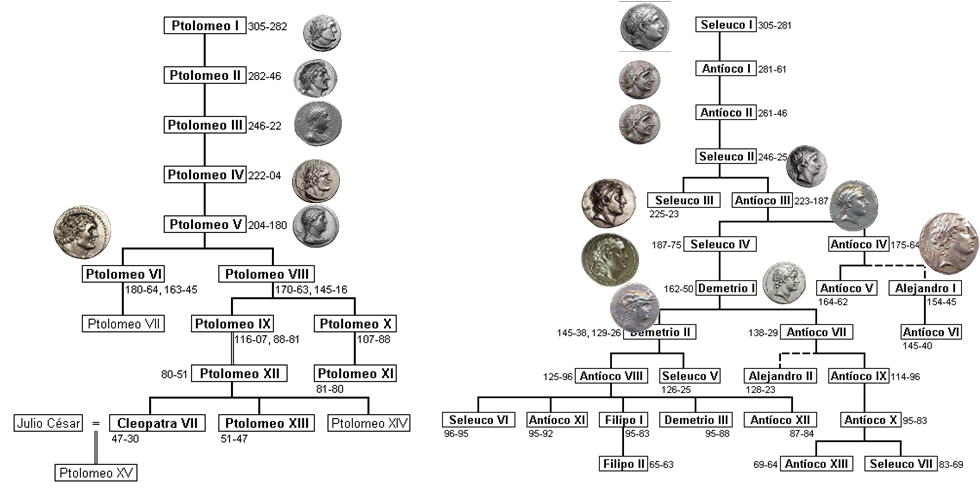 Ptolomeo I 305-282
Ptolomeo II 282-46
Ptolomeo III 246-22
Ptolomeo IV 222-04
Ptolomeo V 204-180
Ptolomeo VI
180-64, 163-45
Ptolomeo VIII
170-63, 145-16
Ptolomeo VII
Ptolomeo IX
116-07, 88-81
Ptolomeo X
107-88
80-51 Ptolomeo XII
Ptolomeo XI
81-80
Julio César = Cleopatra VII
47-30
Ptolomeo XIII
51-47
Ptolomeo XIV
Ptolomeo XV
Seleuco I 305-281
Antíoco I 281-61
Antíoco II 261-46
Seleuco II 246-25
Seleuco III
225-23
Antíoco III 223-187
187-75 Seleuco IV
Antíoco IV 175-64
162-50 Demetrio I
Antíoco V
164-62
Alejandro I
154-45
145-38, 129-26 Demetrio II
138-29 Antíoco VII
Antíoco VI
145-40
125-96 Antíoco VIII
Seleuco V
126-25
Alejandro II
128-23
Antíoco IX 114-96
Seleuco VI
96-95
Antíoco XI
95-92
Filipo I
95-83
Demetrio III
95-88
Antíoco XII
87-84
Antíoco X 95-83
Filipo II 65-63
69-64 Antíoco XIII
Seleuco VII 83-69